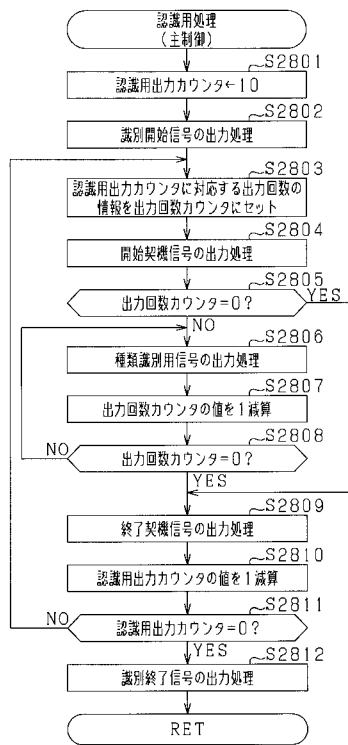 認識用処理
(主制御)
S2801
認識用出力カウンタ←10
S2802
識別開始信号の出力処理
S2803
認識用出力カウンタに対応する出力回数の
情報を出力回数カウンタにセット
S2804
開始契機信号の出力処理
S2805
出力回数カウンタ=0?
YES
NO
S2806
種類識別用信号の出力処理
S2807
出力回数カウンタの値を1減算
S2808
NO
出力回数カウンタ=0?
YES
S2809
終了契機信号の出力処理
S2810
認識用出力カウンタの値を1減算
S2811
NO
認識用出力カウンタ=0?
YES
S2812
識別終了信号の出力処理
RET